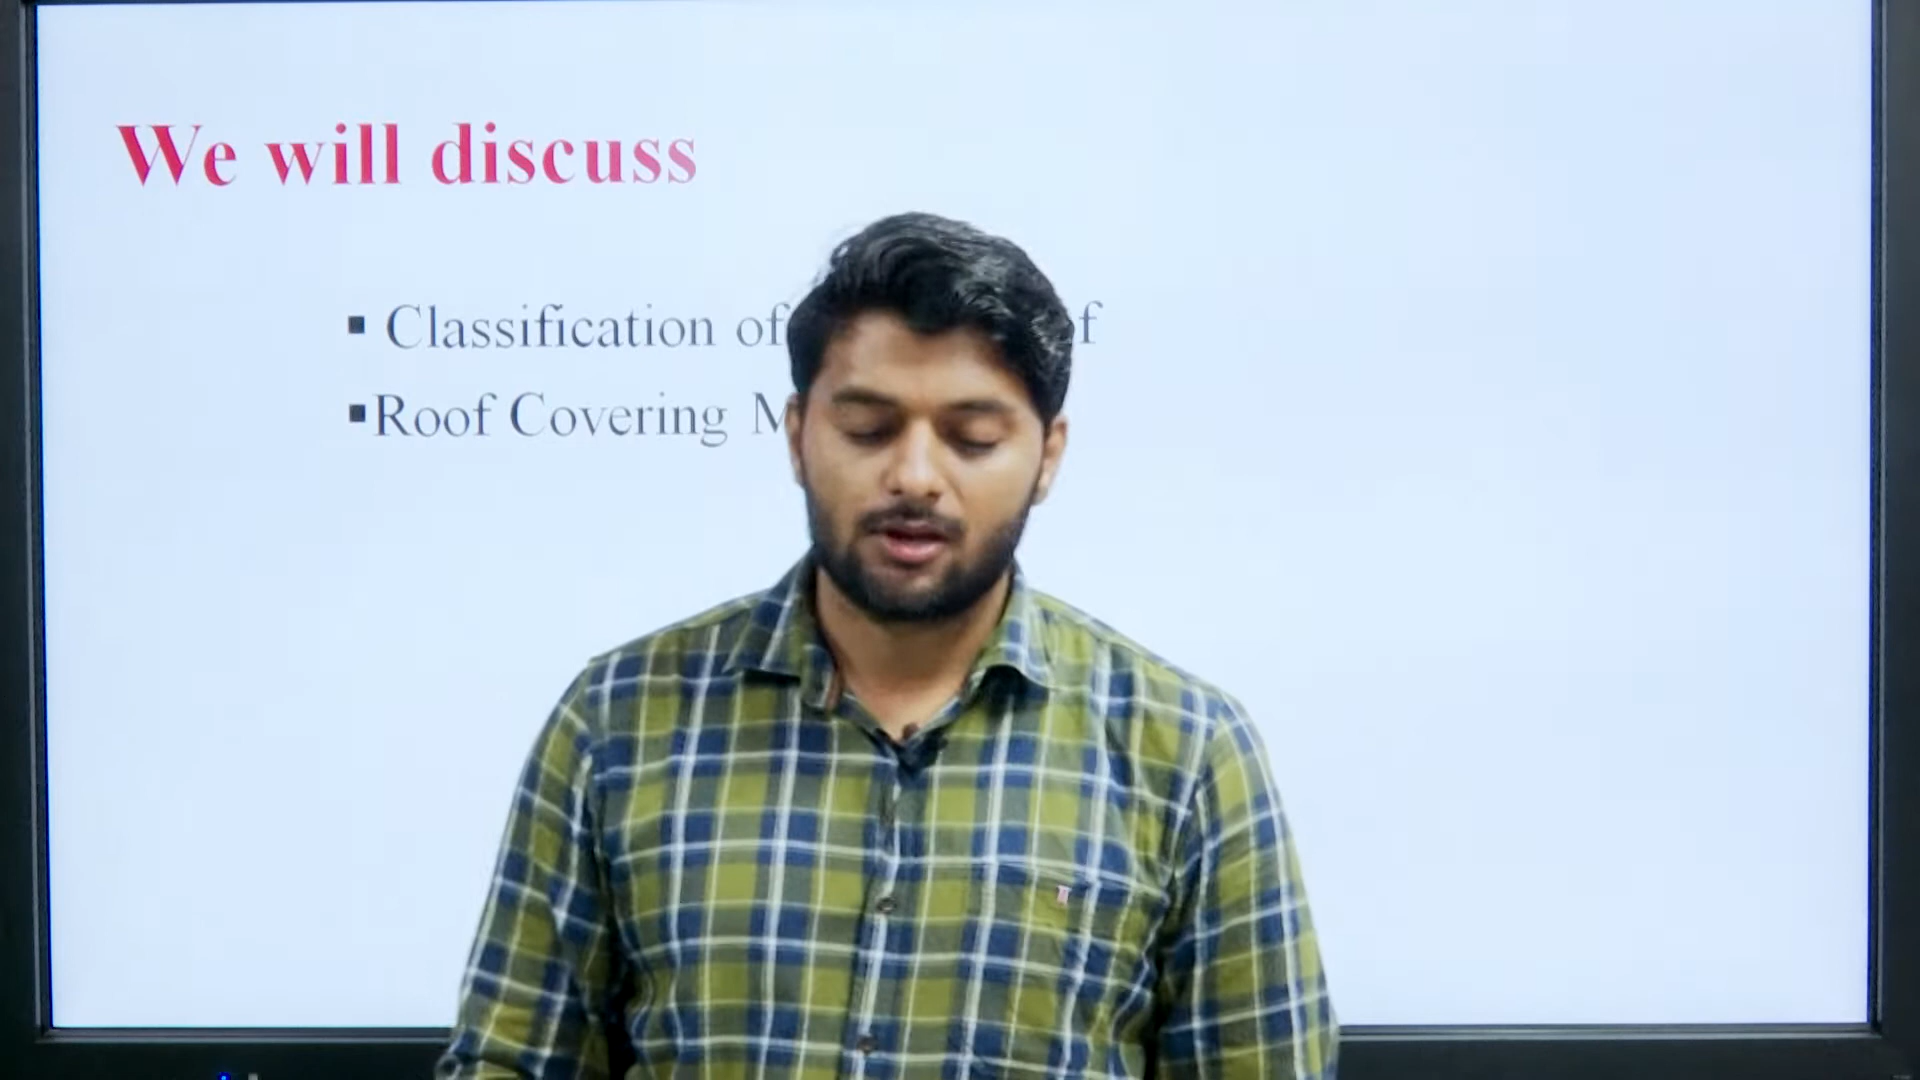 We will discuss
▪ Classification of
▪Roof Covering